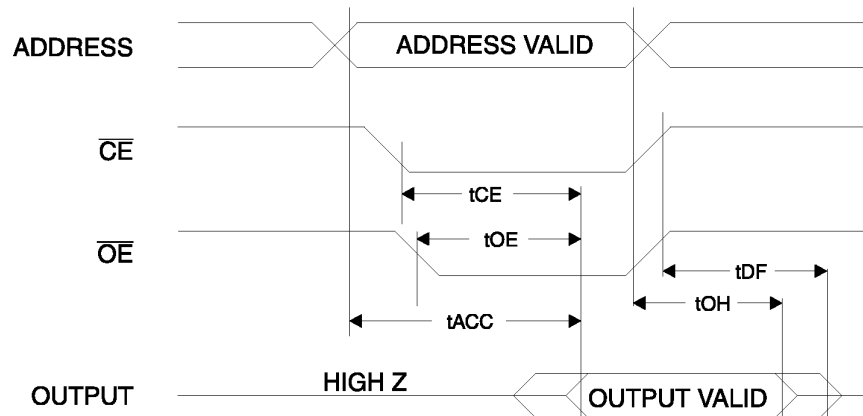 ADDRESS
ADDRESS VALID
CE
tCE
OE
tOE
tDF
tOH
tACC
HIGH Z
OUTPUT
OUTPUT VALID